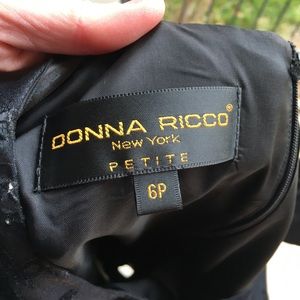 DONNA RICCO®
New York
PETITE
6P